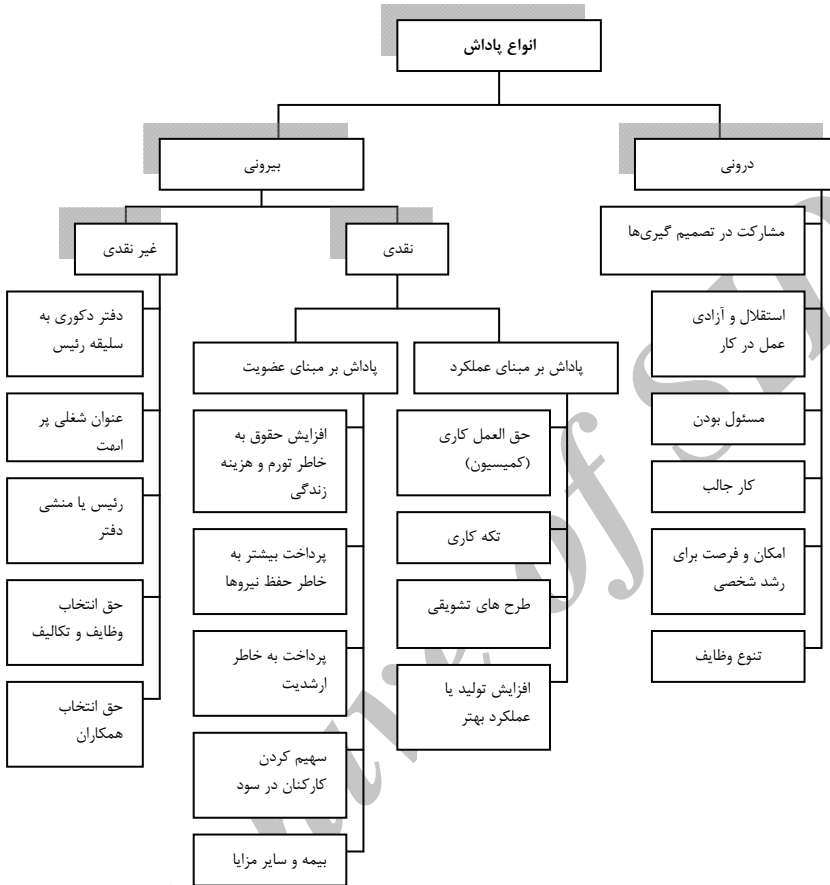 انواع پاداش
درونی
بیرونی
مشارکت در تصمیم گیری‌ها
استقلال و آزادی
عمل در کار
مسئول بودن
کار جالب
امکان و فرصت برای
رشد شخصی
تنوع وظایف
نقدی
غیر نقدی
پاداش بر مبنای عملکرد
حق العمل کاری
(کمیسیون)
تکه کاری
طرح های تشویقی
افزایش تولید یا
عملکرد بهتر
پاداش بر مبنای عضویت
افزایش حقوق به
خاطر تورم و هزینه
زندگی
پرداخت بیشتر به
خاطر حفظ نیروها
پرداخت به خاطر
ارشدیت
سهیم کردن
کارکنان در سود
بیمه و سایر مزایا
دفتر دکوری به
سلیقه رئیس
عنوان شغلی پر
ابهت
رئیس یا منشی
دفتر
حق انتخاب
وظایف و تکالیف
حق انتخاب
همکاران
ive of SI